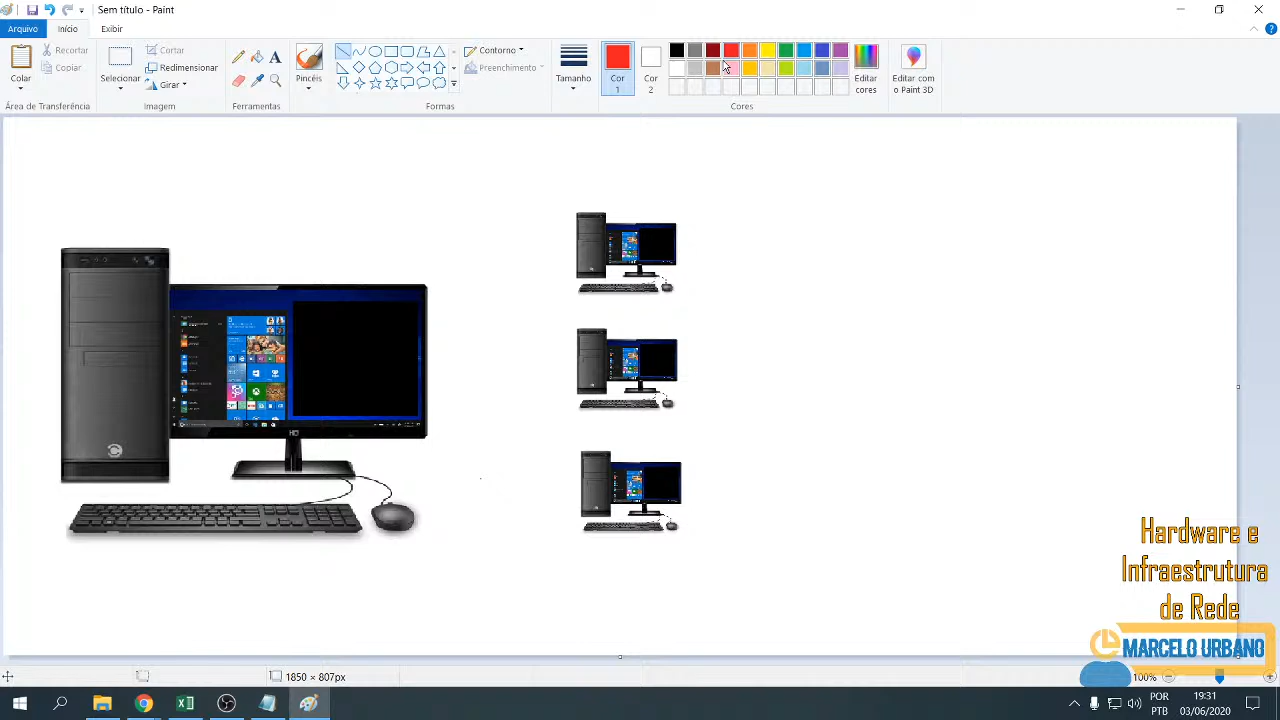 Sem título - Paint
Arquivo Início Exibir
Colar
Recortar
Copiar
Área de Transferência
Selecionar
Cortar
Redimensionar
Girar
Imagem
Ferramentas
Pincéis
Contorno
Preenchimento
Formas
Tamanho
Cor
1
Cor
2
Cores
Editar
cores
Editar com
o Paint 3D
Hardware e
Infraestrutura
de Rede
MARCELO URBANO
1850 × 807px
100%
POR
PTB
19:31
03/06/2020